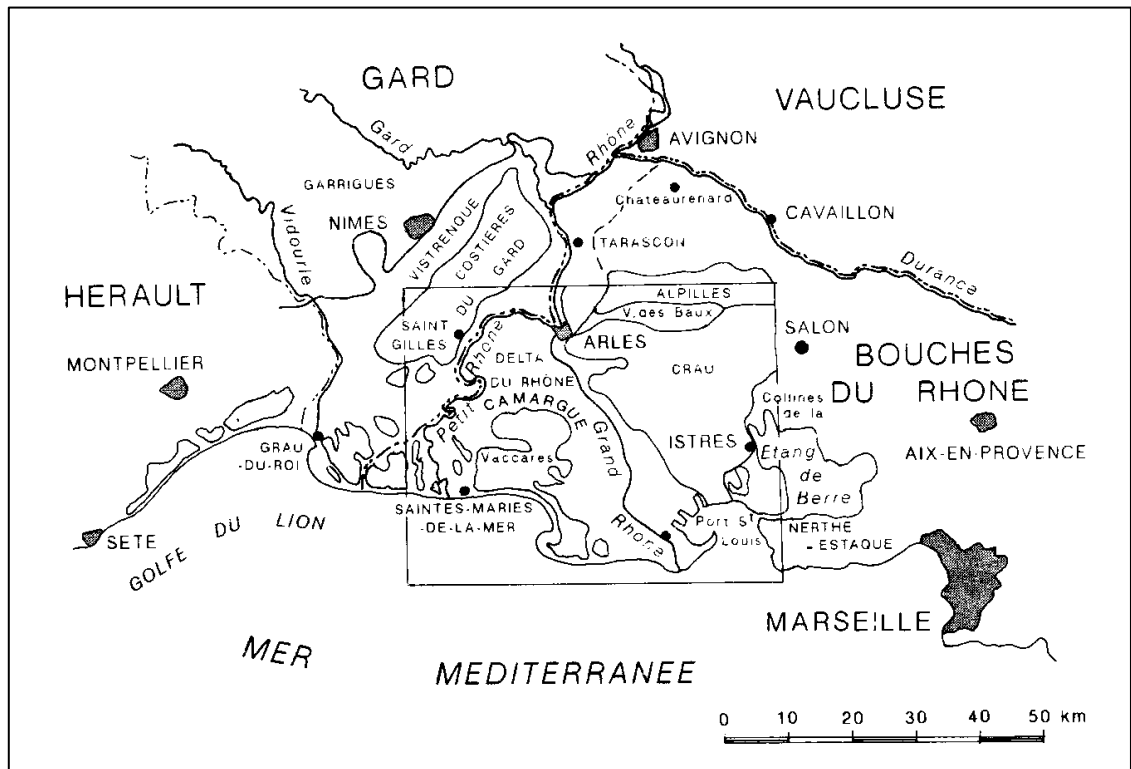 GARD
VAUCLUSE
Gard
Rhône
AVIGNON
GARRIGUES
Chateaurenard
CAVAILLON
NIMES
VISTRENQUE
COSTIERES
DU
GARD
TARASCON
Vidourle
Durance
HERAULT
ALPILLES
V. des Baux
SAINT
GILLES
Rhône
Petit
ARLES
SALON
MONTPELLIER
DELTA
DU RHÔNE
CAMARGUE
CRAU
BOUCHES
DU RHONE
Collines
de la
NERTHE
-ESTAQUE
Grand
Rhone
ISTRES
Etang
de
Berre
AIX-EN-PROVENCE
GRAU
-DU-ROI
Vaccarès
SAINTES-MARIES-
DE-LA-MER
Port St
Louis
SETE
GOLFE DU LION
MARSEILLE
MER MEDITERRANEE
0 10 20 30 40 50 km